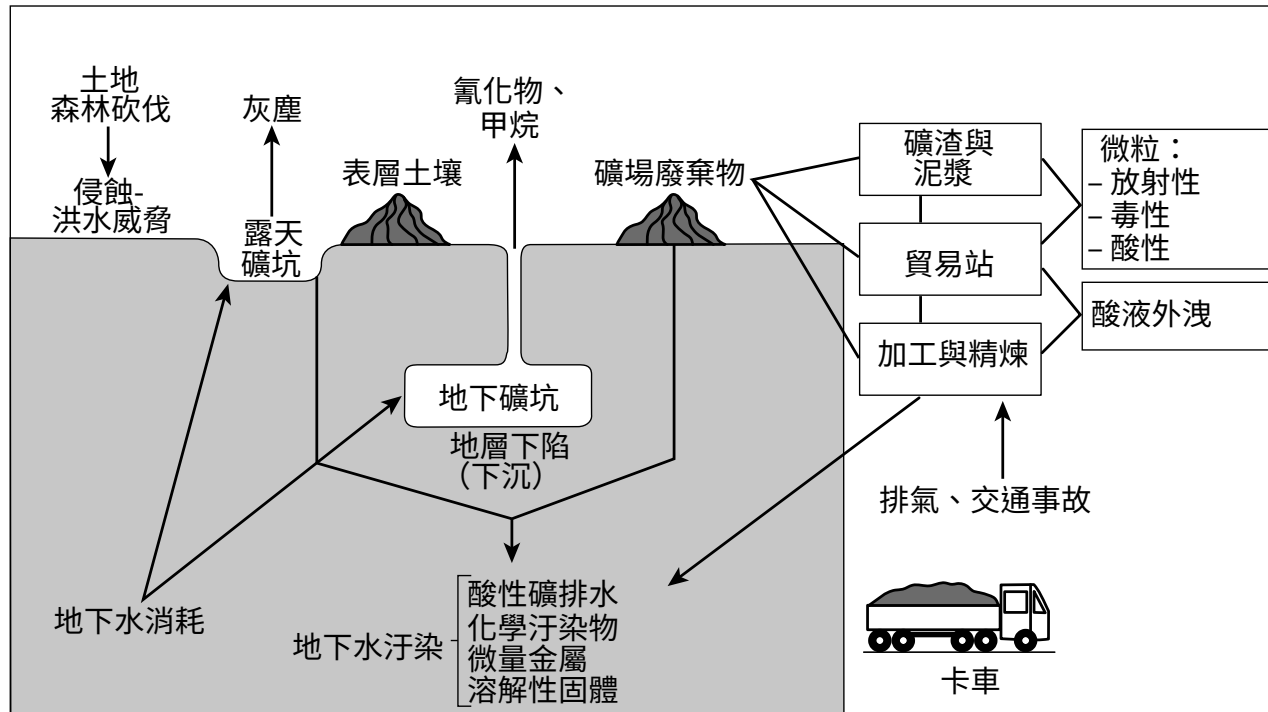 土地
森林砍伐
侵蝕-
洪水威脅
灰塵
露天
礦坑
表層土壤
氰化物、
甲烷
礦場廢棄物
礦渣與
泥漿
貿易站
加工與精煉
微粒：
– 放射性
– 毒性
– 酸性
酸液外洩
地下礦坑
地層下陷
（下沉）
排氣、交通事故
地下水消耗
地下水汙染
酸性礦排水
化學汙染物
微量金屬
溶解性固體
卡車